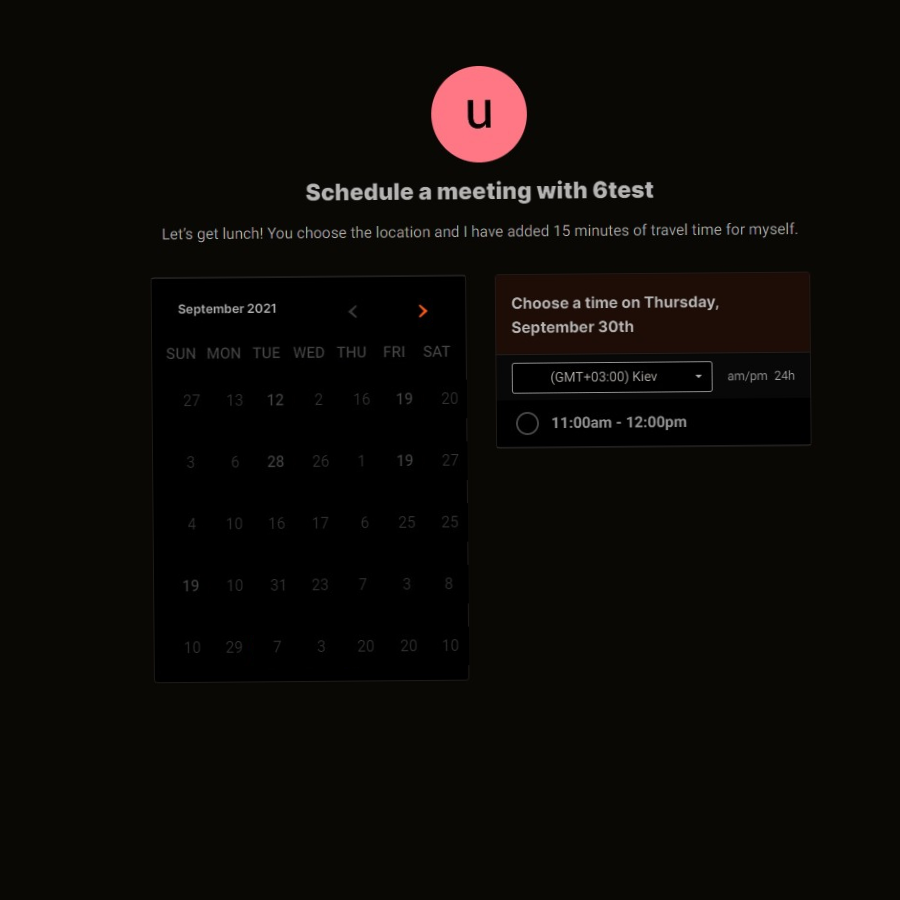 u
Schedule a meeting with 6test
Let's get lunch! You choose the location and I have added 15 minutes of travel time for myself.
September 2021
SUN MON TUE WED THU FRI SAT
27 13 12 2 16 19 20
3 6 28 26 1 19 27
4 10 16 17 6 25 25
19 10 31 23 7 3 8
10 29 7 3 20 20 10
Choose a time on Thursday,
September 30th
(GMT+03:00) Kiev am/pm 24h
11:00am - 12:00pm